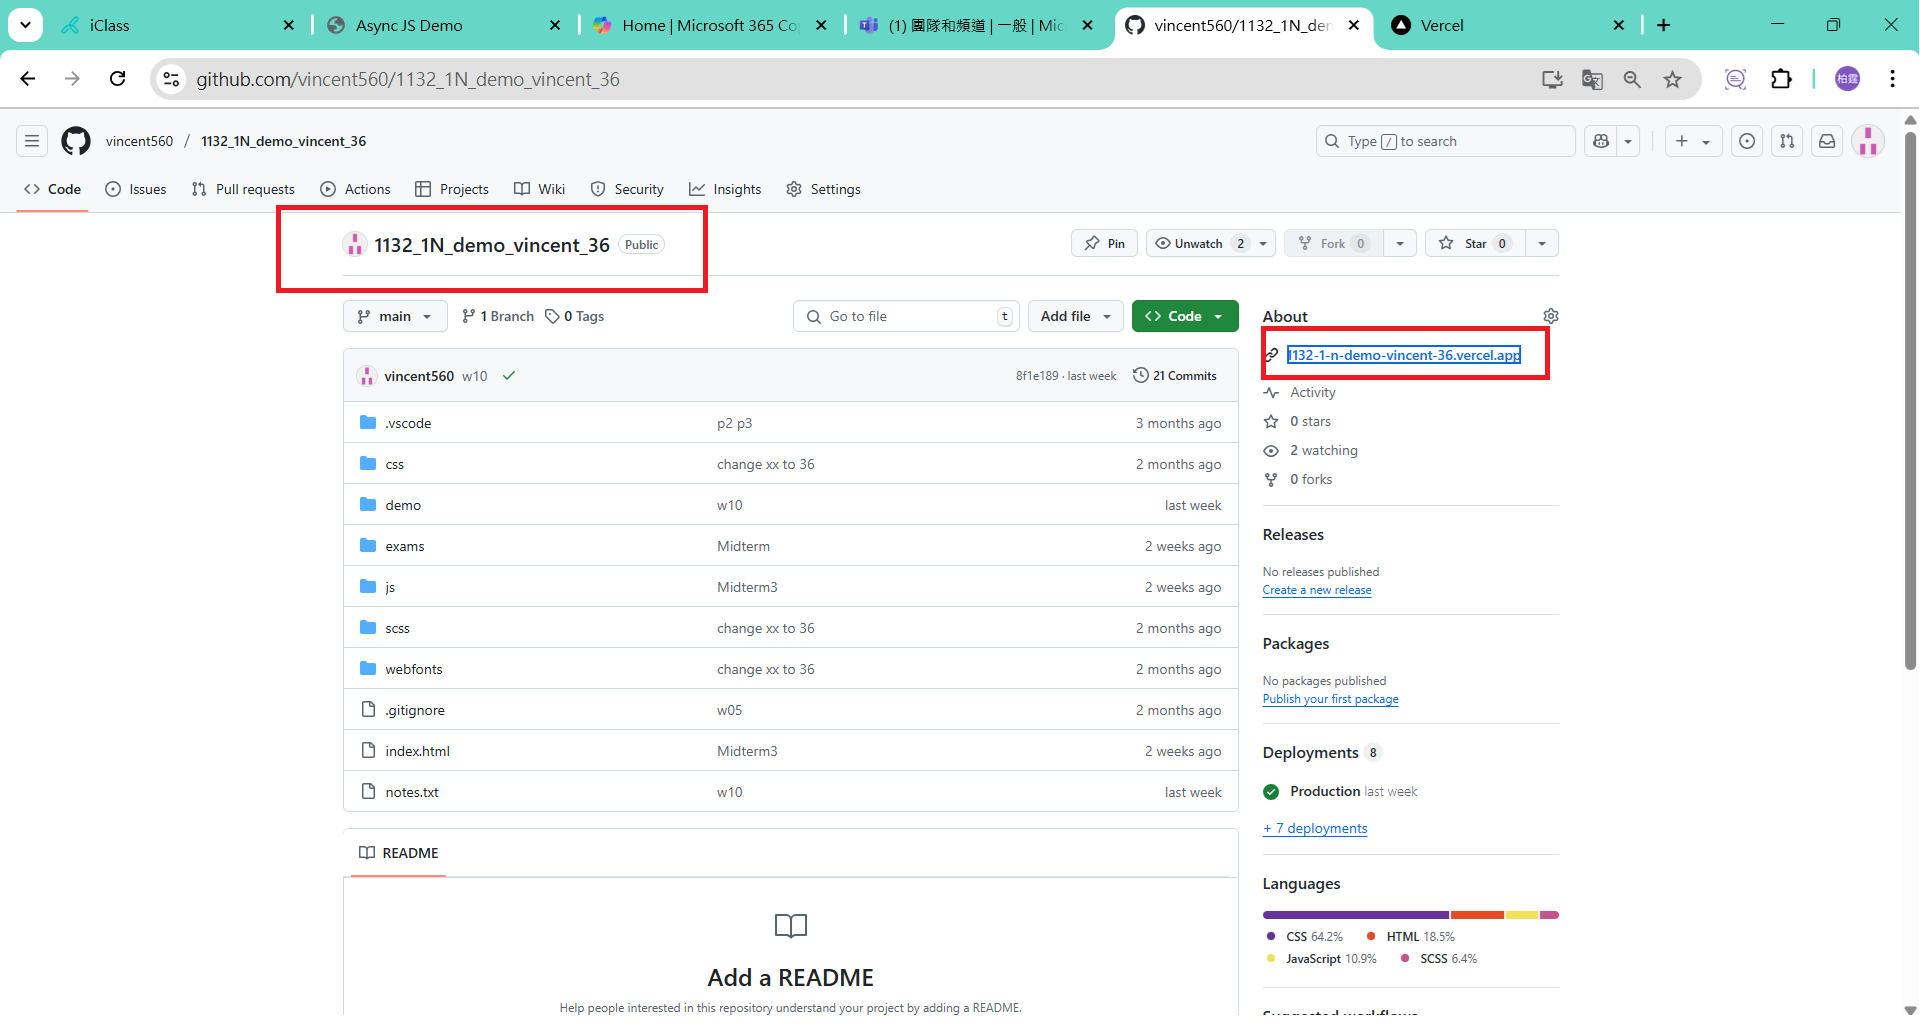 iClass
Async JS Demo
Home | Microsoft 365 Co
(1) 團隊和頻道 | 一般 | Mic
vincent560/1132_1N_dem
Vercel
github.com/vincent560/1132_1N_demo_vincent_36
柏霆
vincent560 / 1132_1N_demo_vincent_36
Type / to search
Code
Issues
Pull requests
Actions
Projects
Wiki
Security
Insights
Settings
1132_1N_demo_vincent_36 Public
Pin
Unwatch 2
Fork 0
Star 0
main
1 Branch
0 Tags
Go to file t
Add file
Code
vincent560 w10
8f1e189 · last week
21 Commits
.vscode p2 p3 3 months ago
css change xx to 36 2 months ago
demo w10 last week
exams Midterm 2 weeks ago
js Midterm3 2 weeks ago
scss change xx to 36 2 months ago
webfonts change xx to 36 2 months ago
.gitignore w05 2 months ago
index.html Midterm3 2 weeks ago
notes.txt w10 last week
README
Add a README
Help people interested in this repository understand your project by adding a README.
About
1132-1-n-demo-vincent-36.vercel.app
Activity
0 stars
2 watching
0 forks
Releases
No releases published
Create a new release
Packages
No packages published
Publish your first package
Deployments 8
Production last week
+ 7 deployments
Languages
CSS 64.2% HTML 18.5%
JavaScript 10.9% SCSS 6.4%
Suggested workflows